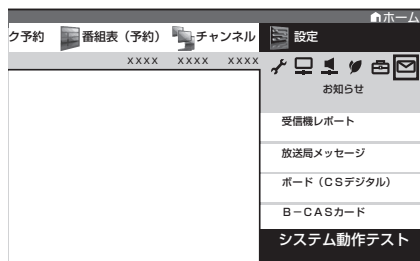 ホーム
ク予約 番組表（予約） チャンネル 設定
xxxx xxxx xxxx
お知らせ
受信機レポート
放送局メッセージ
ボード（CSデジタル）
B－CASカード
システム動作テスト